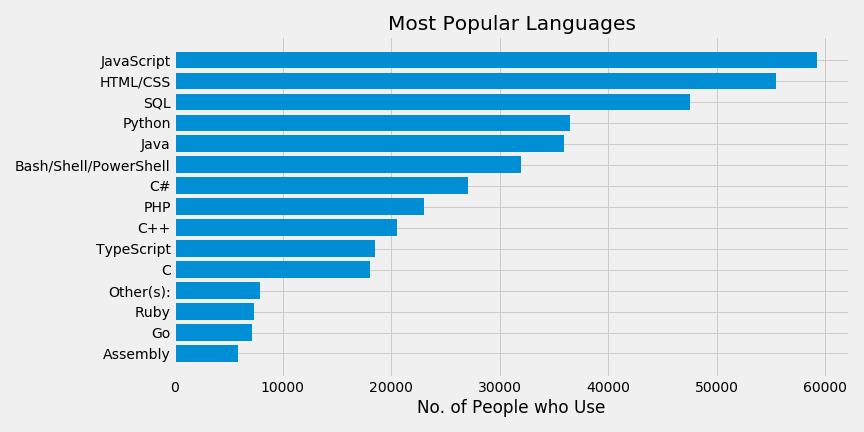 Most Popular Languages
JavaScript
HTML/CSS
SQL
Python
Java
Bash/Shell/PowerShell
C#
PHP
C++
TypeScript
C
Other(s):
Ruby
Go
Assembly
0 10000 20000 30000 40000 50000 60000
No. of People who Use